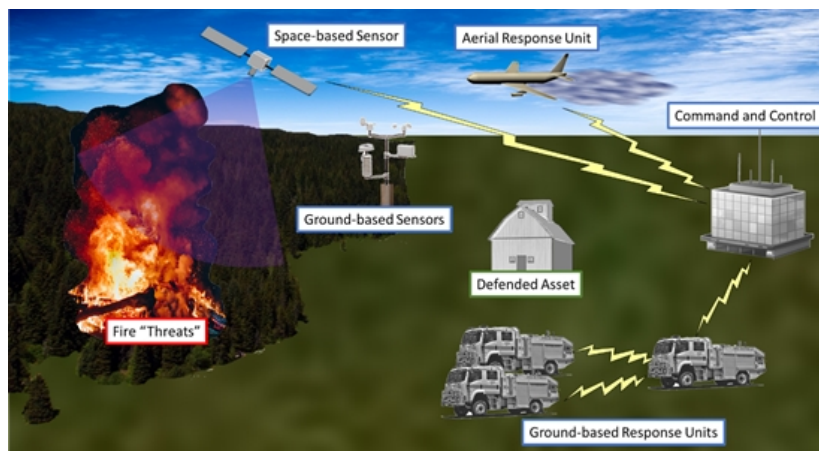 Space-based Sensor
Aerial Response Unit
Command and Control
Ground-based Sensors
Defended Asset
Fire “Threats”
Ground-based Response Units